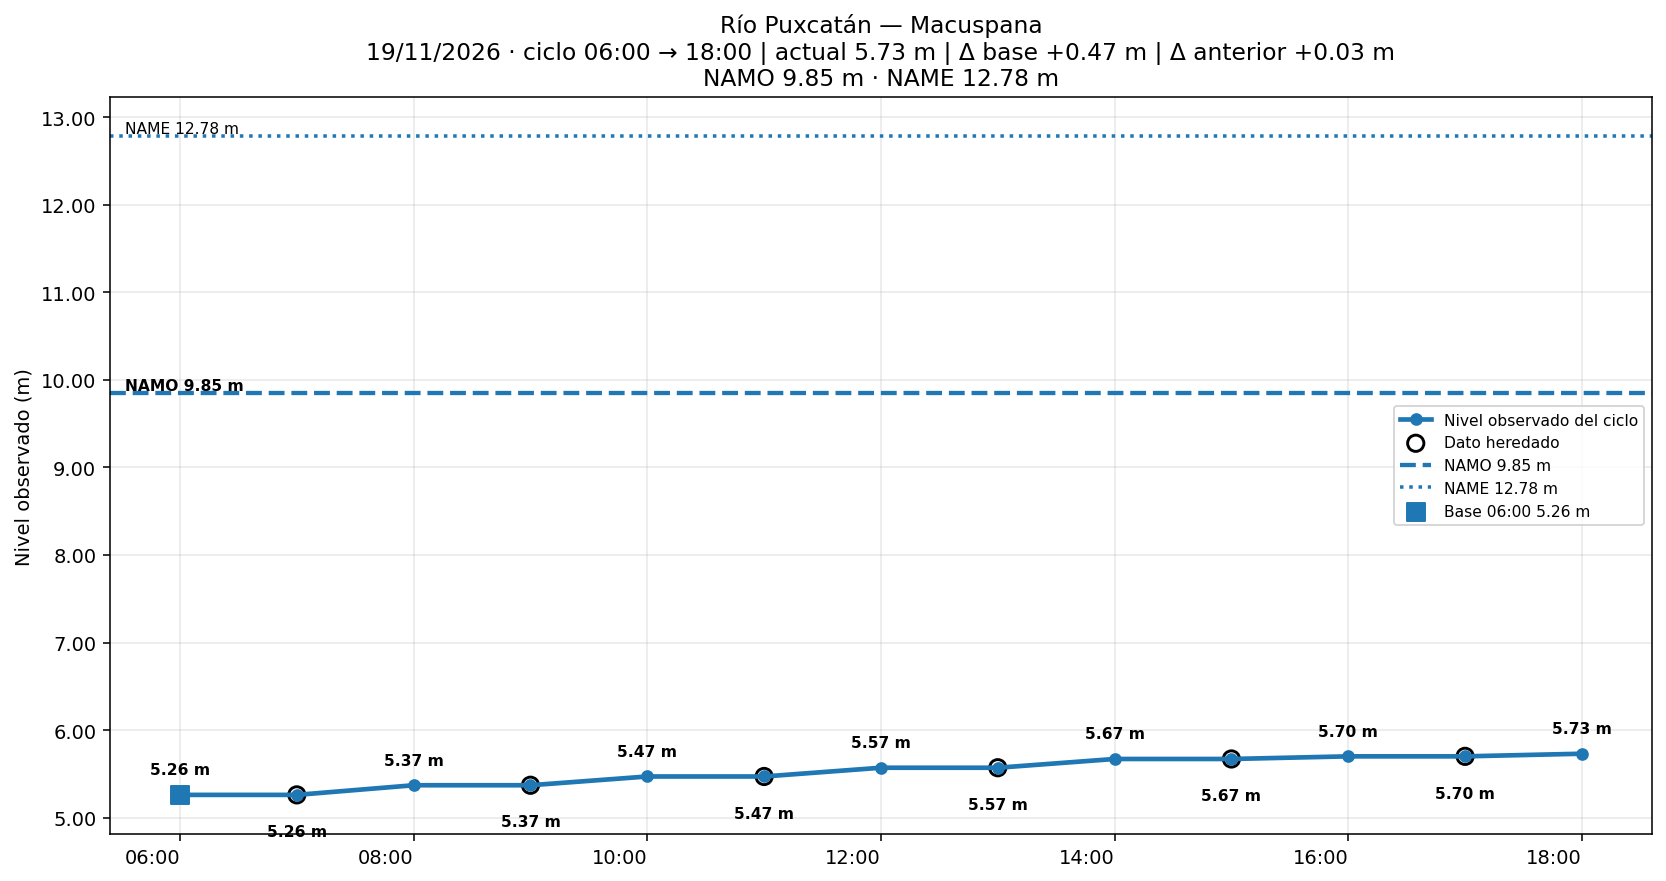 Río Puxcatán — Macuspana
19/11/2026 · ciclo 06:00 → 18:00 | actual 5.73 m | Δ base +0.47 m | Δ anterior +0.03 m
NAMO 9.85 m · NAME 12.78 m
13.00
NAME 12.78 m
12.00
11.00
10.00
NAMO 9.85 m
Nivel observado (m)
Nivel observado del ciclo
Dato heredado
NAMO 9.85 m
NAME 12.78 m
Base 06:00 5.26 m
9.00
8.00
7.00
6.00
5.00
5.26 m
5.26 m
5.37 m
5.37 m
5.47 m
5.47 m
5.57 m
5.57 m
5.67 m
5.67 m
5.70 m
5.70 m
5.73 m
06:00
08:00
10:00
12:00
14:00
16:00
18:00